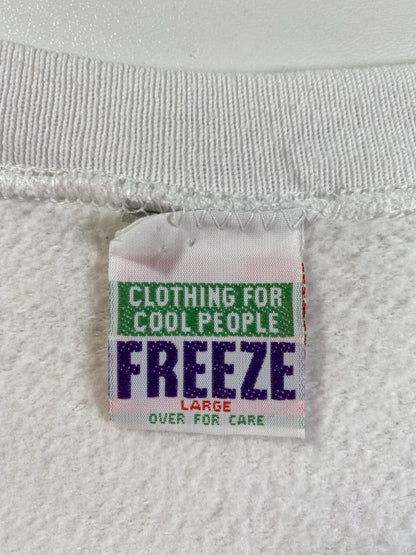 CLOTHING FOR
COOL PEOPLE
FREEZE
LARGE
OVER FOR CARE